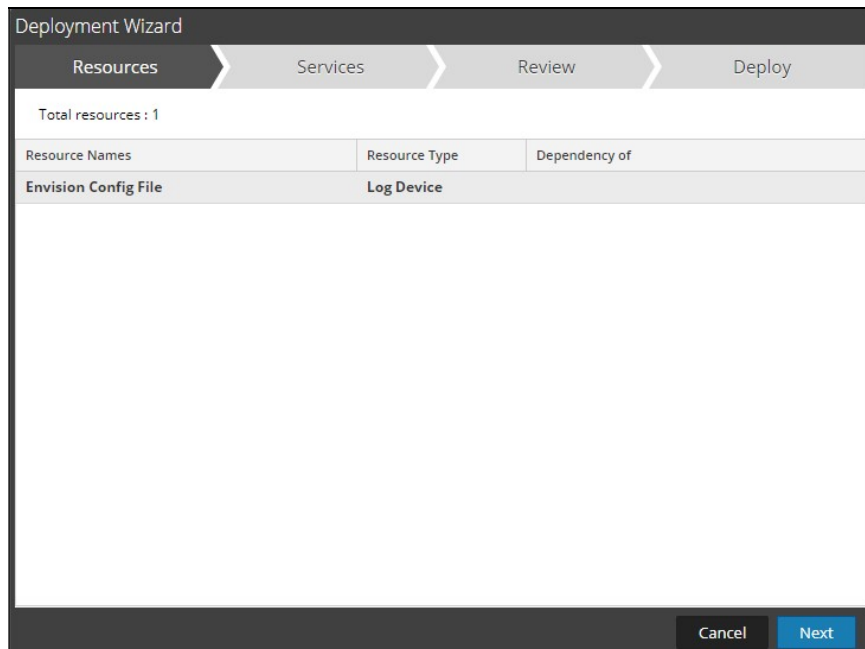 Deployment Wizard
Resources Services Review Deploy
Total resources : 1
Resource Names Resource Type Dependency of
Envision Config File Log Device
Cancel Next